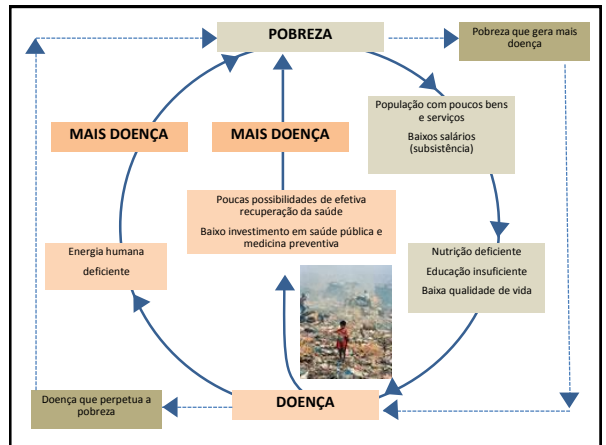 POBREZA
Pobreza que gera mais
doença
População com poucos bens
e serviços
Baixos salários
(subsistência)
MAIS DOENÇA
MAIS DOENÇA
Poucas possibilidades de efetiva
recuperação da saúde
Baixo investimento em saúde pública e
medicina preventiva
Energia humana
deficiente
Nutrição deficiente
Educação insuficiente
Baixa qualidade de vida
Doença que perpetua a
pobreza
DOENÇA